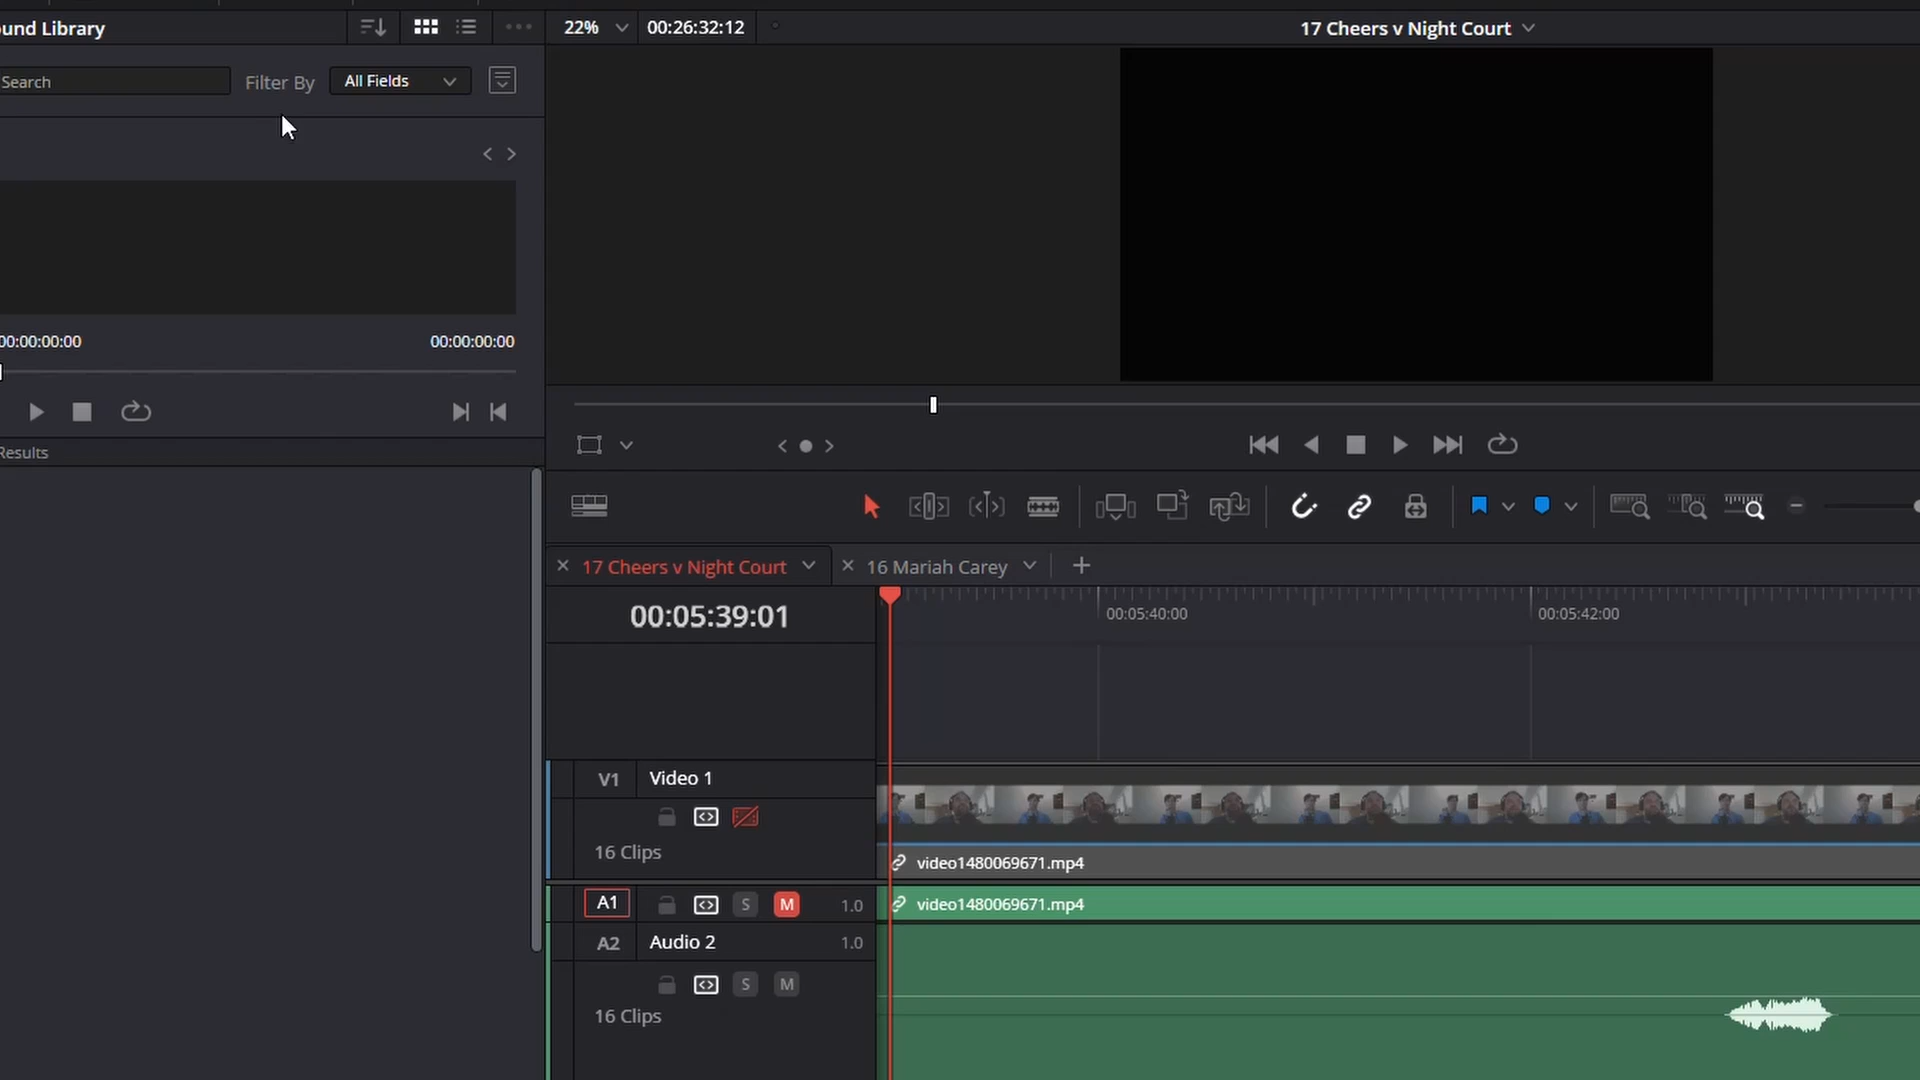 ound Library
22%
00:26:32:12
17 Cheers v Night Court
Search
Filter By
All Fields
00:00:00:00
00:00:00:00
Results
17 Cheers v Night Court
16 Mariah Carey
00:05:39:01
00:05:40:00
00:05:42:00
V1
Video 1
16 Clips
video1480069671.mp4
A1
S
M
1.0
video1480069671.mp4
A2
Audio 2
1.0
S
M
16 Clips